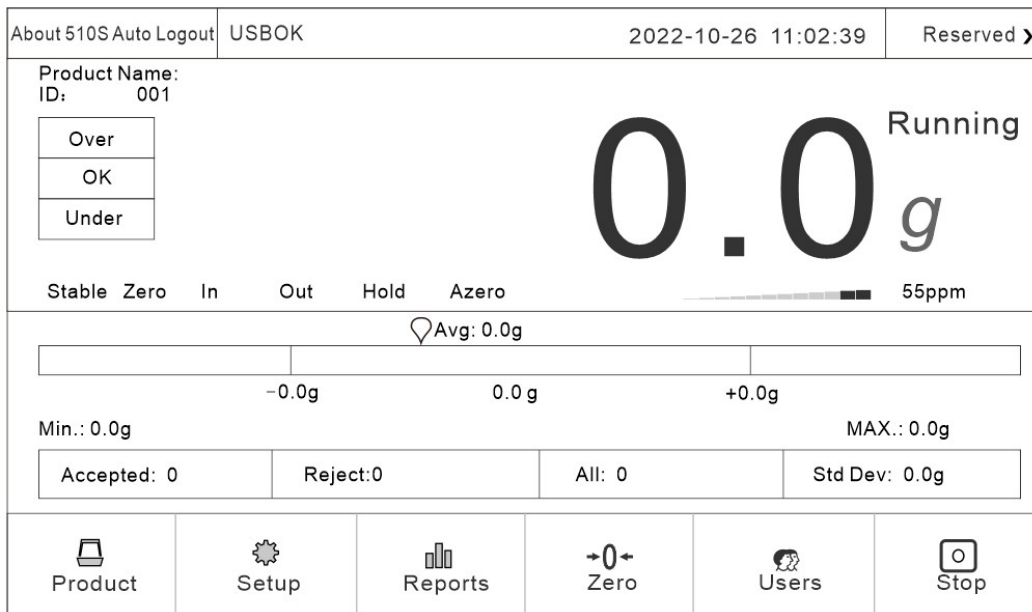 About 510S Auto Logout USBOK 2022-10-26 11:02:39 Reserved
Product Name:
ID: 001
Running
Over
OK
Under
0.0 g
Stable Zero In Out Hold Azero 55ppm
Avg: 0.0g
-0.0g 0.0 g +0.0g
Min.: 0.0g MAX.: 0.0g
Accepted: 0 Reject:0 All: 0 Std Dev: 0.0g
→0←
Product Setup Reports Zero Users Stop